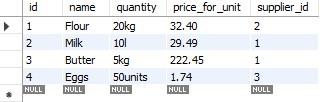 id name quantity price_for_unit supplier_id
1 Flour 20kg 32.40 2
2 Milk 10l 29.49 1
3 Butter 5kg 222.45 1
4 Eggs 50units 1.74 3
NULL NULL NULL NULL NULL